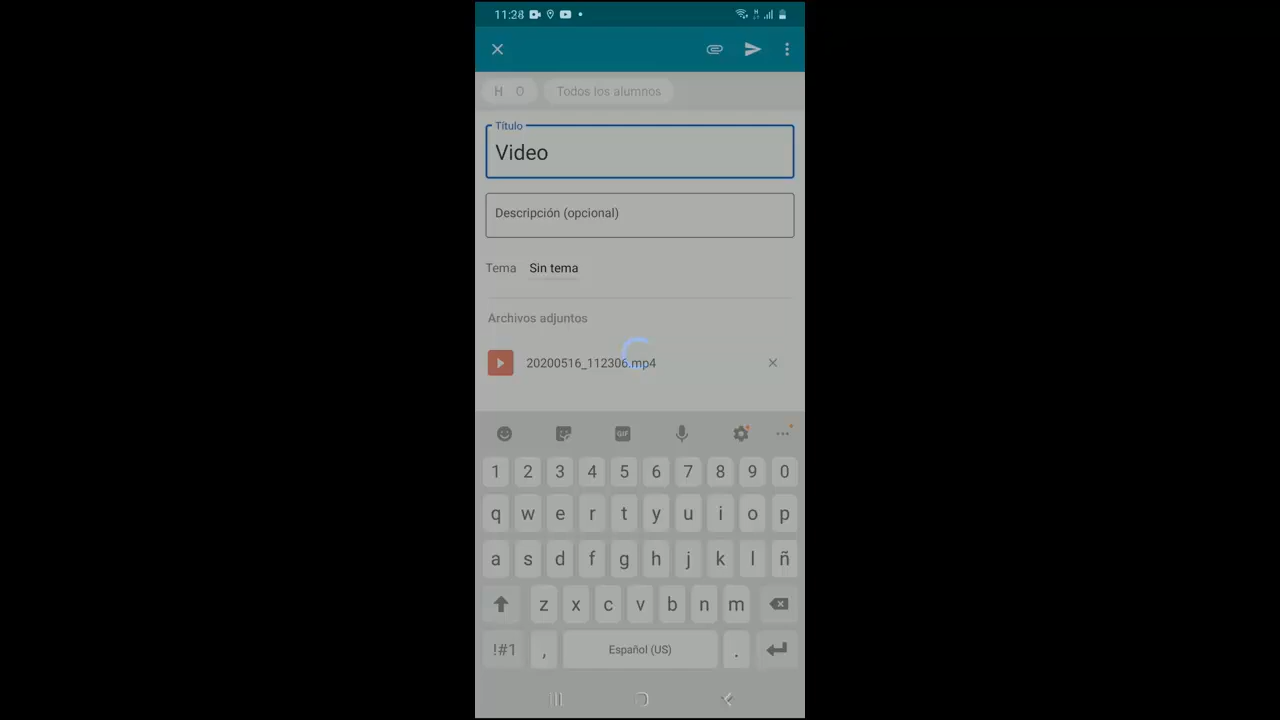 11:28
H O Todos los alumnos
Título
Video
Descripción (opcional)
Tema Sin tema
Archivos adjuntos
20200516_112306.mp4
GIF
1 2 3 4 5 6 7 8 9 0
q w e r t y u i o p
a s d f g h j k l ñ
z x c v b n m
!#1 , Español (US) .